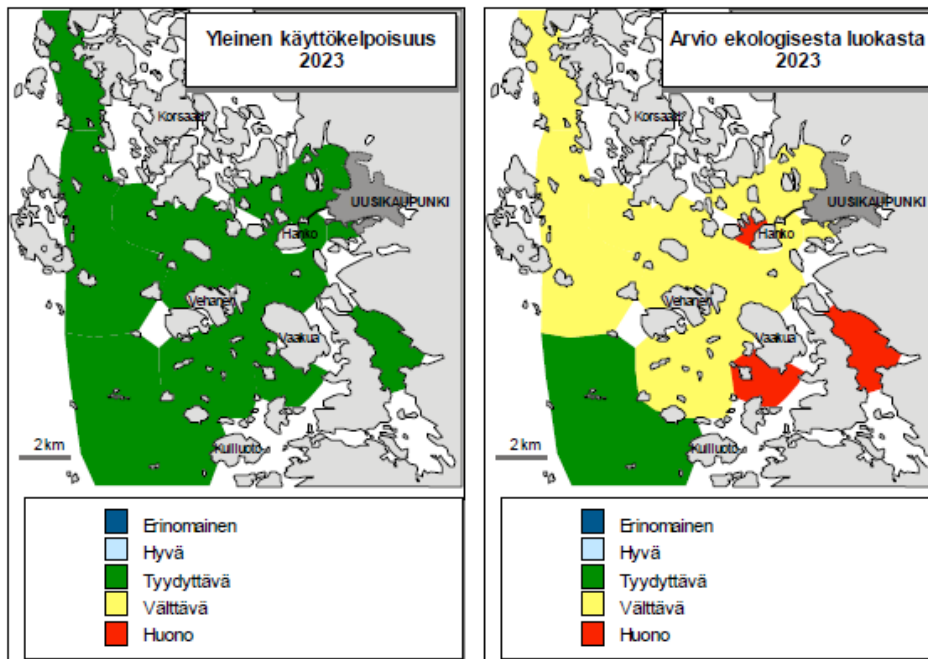 Yleinen käyttökelpoisuus
2023
Korsaari
UUSIKAUPUNKI
Hanko
Vehanen
Vaakua
Kuliluoto
2 km
Erinomainen
Hyvä
Tyydyttävä
Välttävä
Huono
Arvio ekologisesta luokasta
2023
Korsaari
UUSIKAUPUNKI
Hanko
Vehanen
Vaakua
Kuliluoto
2 km
Erinomainen
Hyvä
Tyydyttävä
Välttävä
Huono